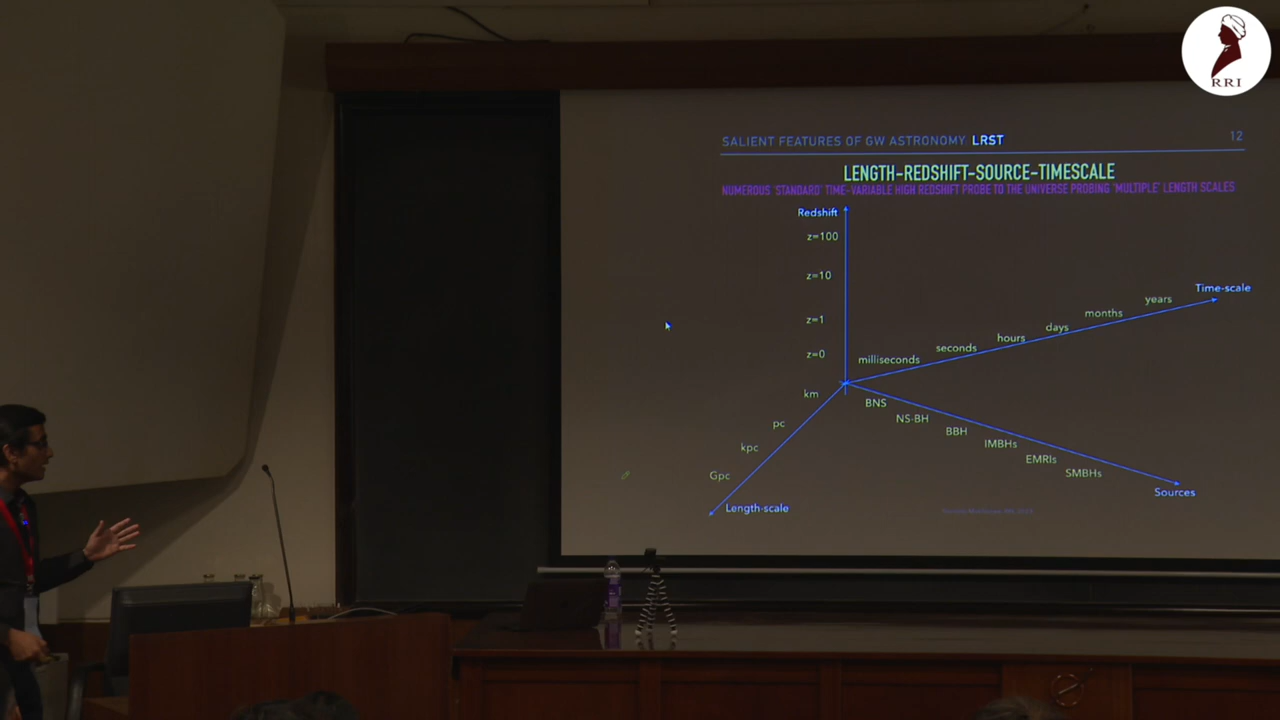 RRI
SALIENT FEATURES OF GW ASTRONOMY LRST
12
LENGTH-REDSHIFT-SOURCE-TIMESCALE
NUMEROUS 'STANDARD' TIME-VARIABLE HIGH REDSHIFT PROBE TO THE UNIVERSE PROBING 'MULTIPLE' LENGTH SCALES
Redshift
z=100
z=10
z=1
z=0
Time-scale
years
months
days
hours
seconds
milliseconds
km
pc
kpc
Gpc
Length-scale
BNS
NS-BH
BBH
IMBHs
EMRIs
SMBHs
Sources